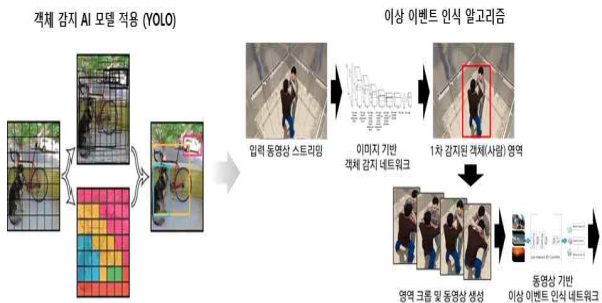 객체 감지 AI 모델 적용 (YOLO)
이상 이벤트 인식 알고리즘
입력 동영상 스트리밍
이미지 기반
객체 감지 네트워크
1차 감지된 객체(사람) 영역
영역 크롭 및 동영상 생성
동영상 기반
이상 이벤트 인식 네트워크